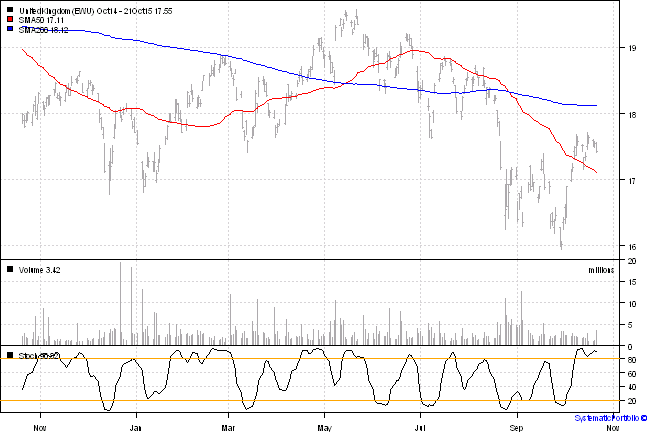 UnitedKingdom (EWU) Oct14 - 21Oct15 17.55
SMA50 17.11
SMA200 18.12
19
18
17
16
Volume 3.42
millions
20
15
10
5
0
80
60
40
20
Nov
Jan
Mar
May
Jul
Sep
Nov
SystematicPortfolio ©